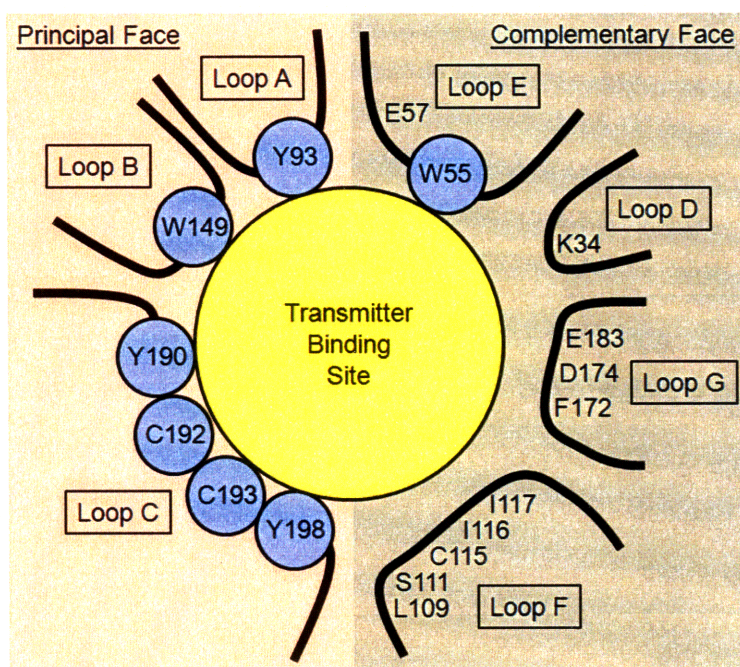 Principal Face
Complementary Face
Loop A
Loop E
E57
Y93
Loop B
W55
Loop D
W149
K34
Transmitter
Binding
Site
Y190
E183
D174
Loop G
F172
C192
C193
Loop C
Y198
I117
I116
C115
S111
L109
Loop F